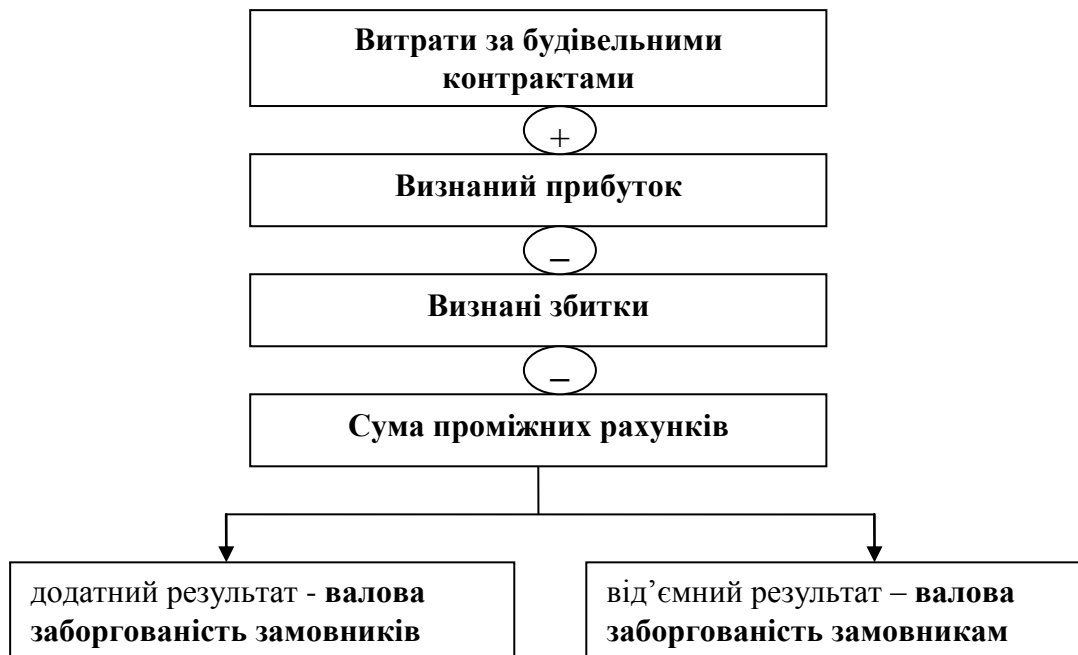 Витрати за будівельними
контрактами
+
Визнаний прибуток
–
Визнані збитки
–
Сума проміжних рахунків
додатний результат - валова
заборгованість замовників
від’ємний результат – валова
заборгованість замовникам